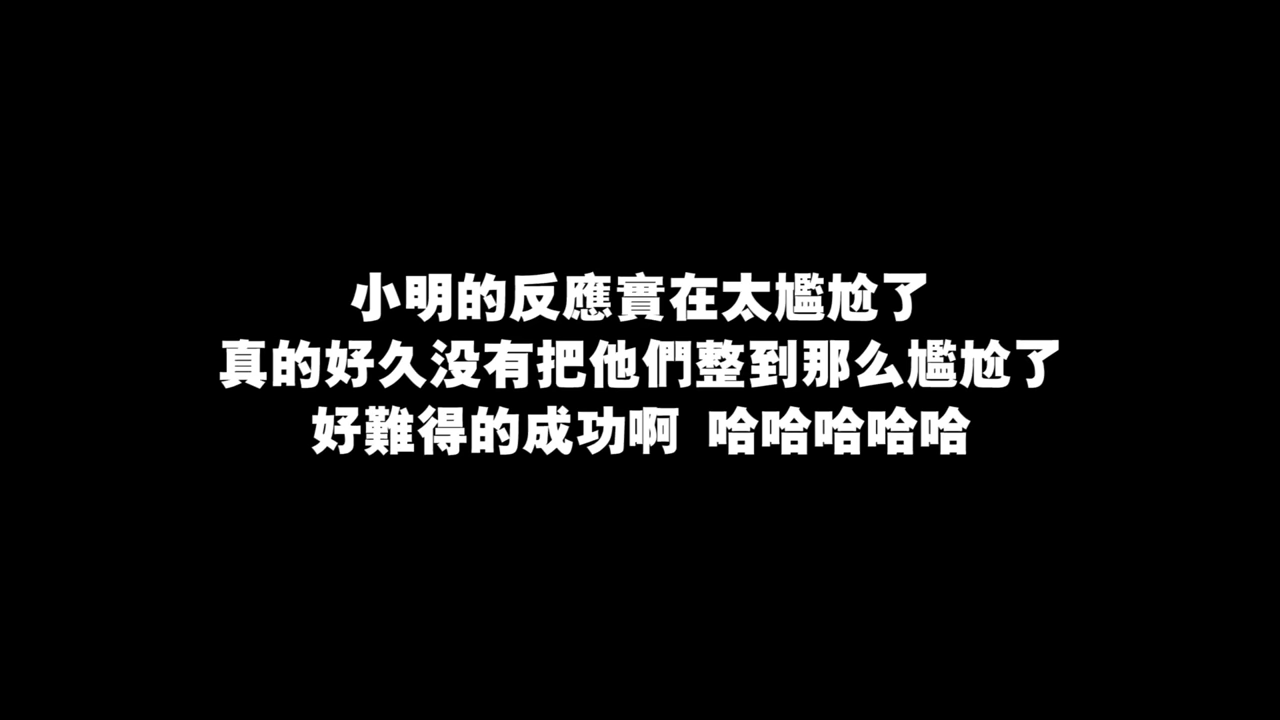 小明的反應實在太尷尬了
真的好久没有把他們整到那么尷尬了
好難得的成功啊 哈哈哈哈哈